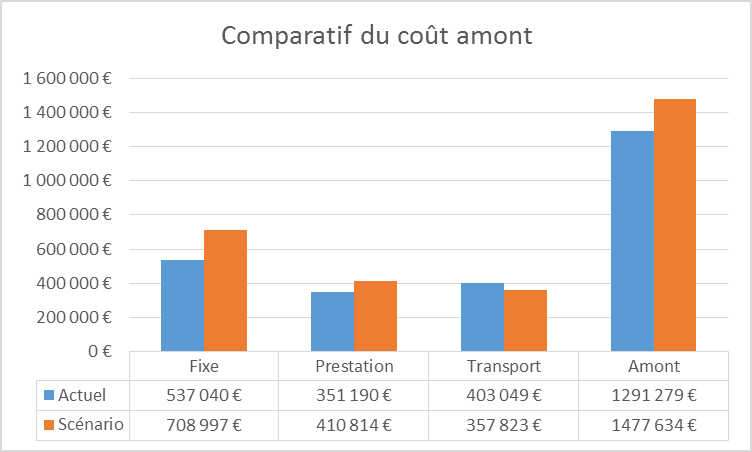 Comparatif du coût amont
1 600 000 €
1 400 000 €
1 200 000 €
1 000 000 €
800 000 €
600 000 €
400 000 €
200 000 €
0 €
Fixe Prestation Transport Amont
Actuel 537 040 € 351 190 € 403 049 € 1291 279 €
Scénario 708 997 € 410 814 € 357 823 € 1477 634 €